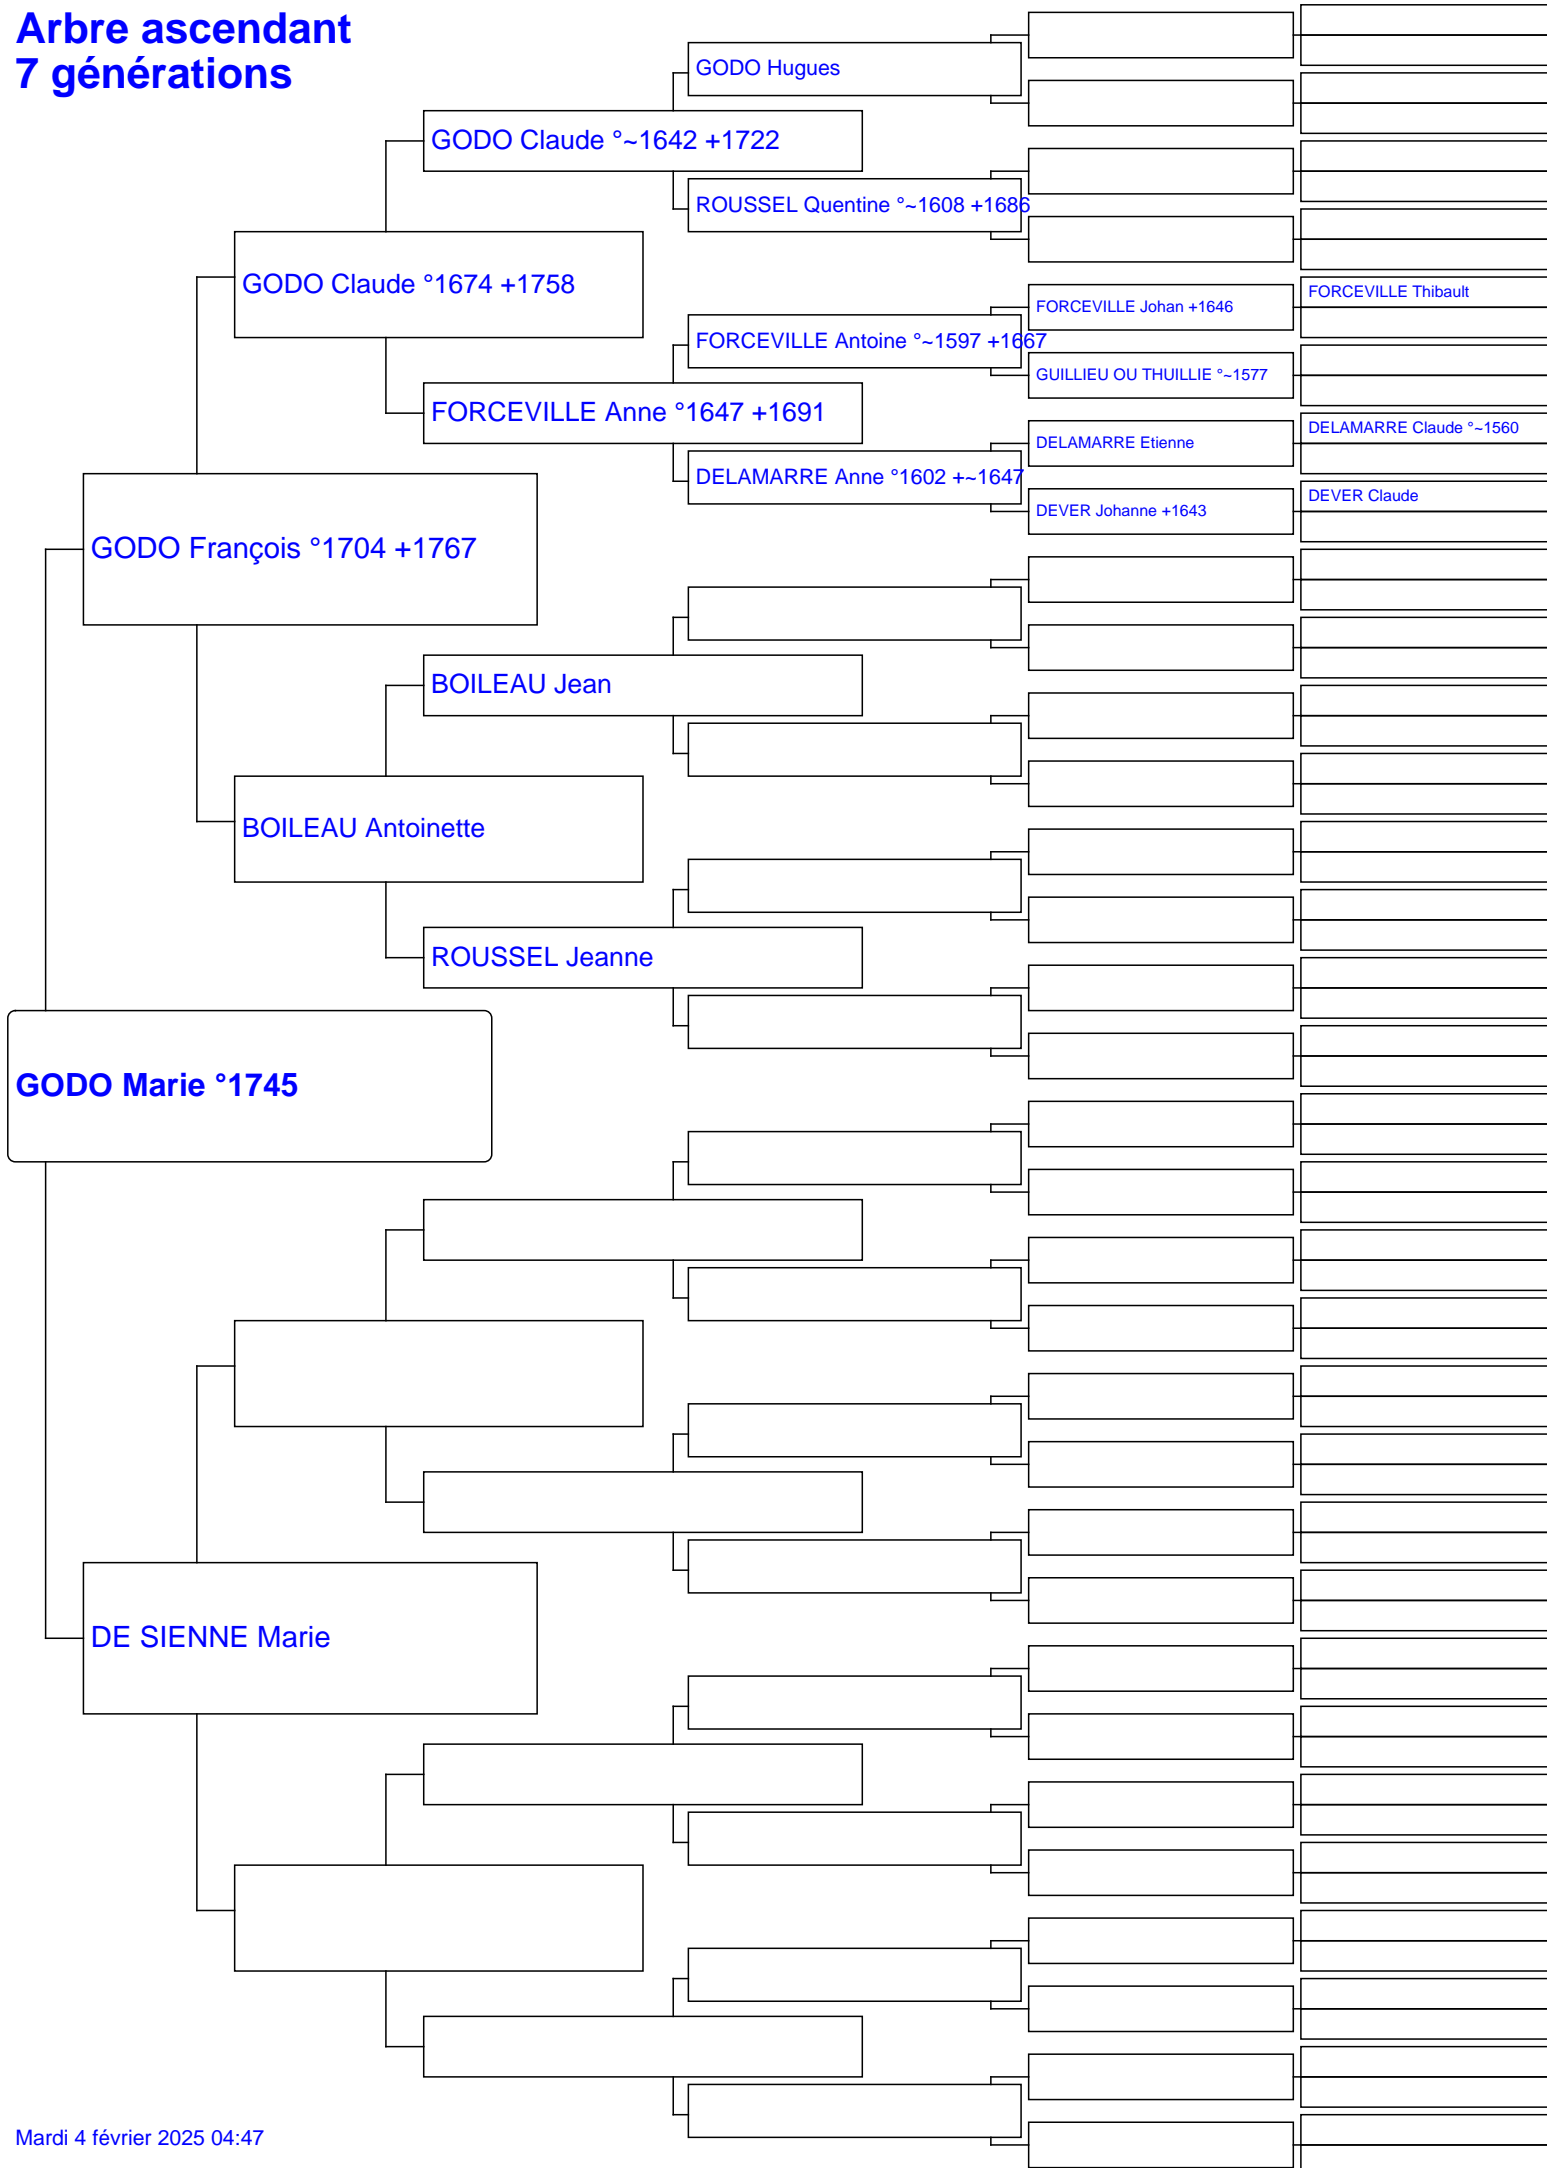 Arbre ascendant
7 générations
GODO Hugues
GODO Claude °~1642 +1722
ROUSSEL Quentine °~1608 +1686
GODO Claude °1674 +1758
FORCEVILLE Thibault
FORCEVILLE Johan +1646
FORCEVILLE Antoine °~1597 +1667
GUILLIEU OU THUILLIE °~1577
FORCEVILLE Anne °1647 +1691
DELAMARRE Claude °~1560
DELAMARRE Etienne
DELAMARRE Anne °1602 +~1647
DEVER Claude
DEVER Johanne +1643
GODO François °1704 +1767
BOILEAU Jean
BOILEAU Antoinette
ROUSSEL Jeanne
GODO Marie °1745
DE SIENNE Marie
Mardi 4 février 2025 04:47